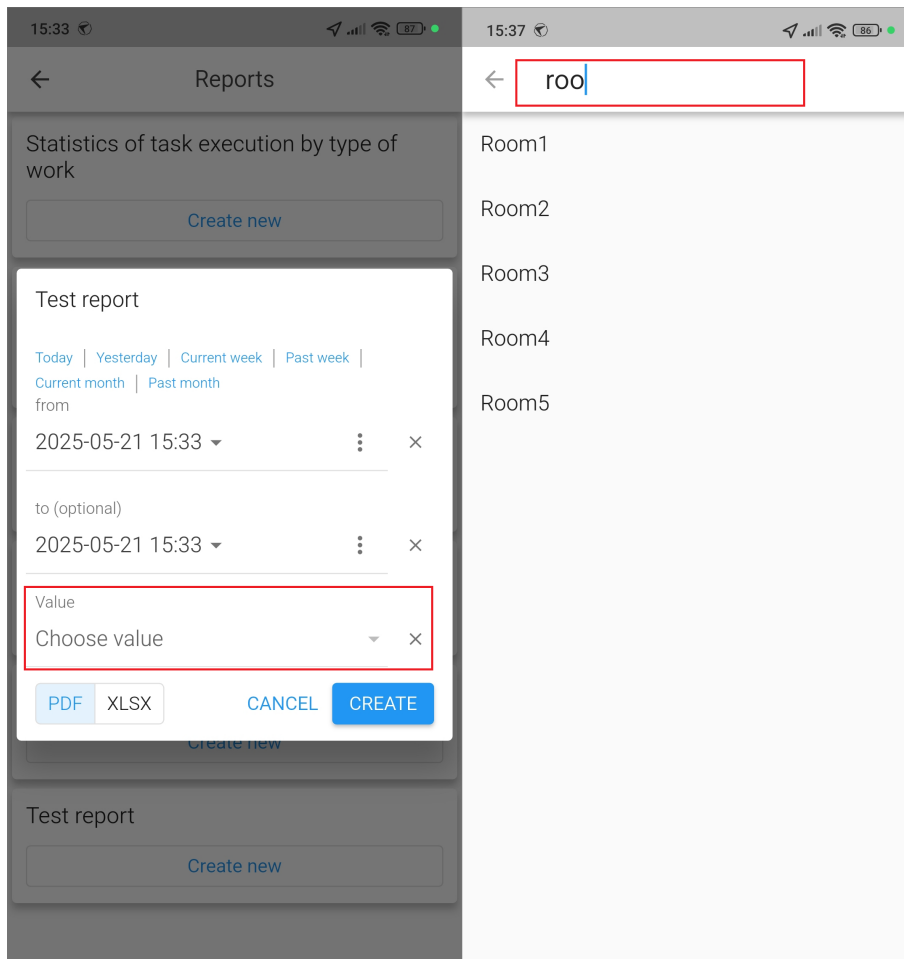 15:33
87
Reports
Statistics of task execution by type of
work
Create new
Test report
Today | Yesterday | Current week | Past week |
Current month | Past month
from
2025-05-21 15:33
to (optional)
2025-05-21 15:33
Value
Choose value
PDF XLSX CANCEL CREATE
Create new
Test report
Create new
15:37
86
roo
Room1
Room2
Room3
Room4
Room5